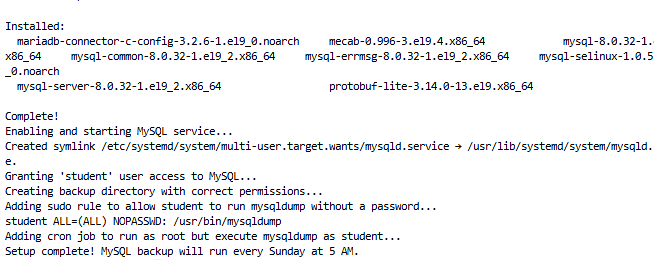 Installed:
mariadb-connector-c-config-3.2.6-1.el9_0.noarch mecab-0.996-3.el9.4.x86_64 mysql-8.0.32-1.
x86_64 mysql-common-8.0.32-1.el9_2.x86_64 mysql-errmsg-8.0.32-1.el9_2.x86_64 mysql-selinux-1.0.5
_0.noarch
mysql-server-8.0.32-1.el9_2.x86_64 protobuf-lite-3.14.0-13.el9.x86_64
Complete!
Enabling and starting MySQL service...
Created symlink /etc/systemd/system/multi-user.target.wants/mysqld.service → /usr/lib/systemd/system/mysqld.
e.
Granting 'student' user access to MySQL...
Creating backup directory with correct permissions...
Adding sudo rule to allow student to run mysqldump without a password...
student ALL=(ALL) NOPASSWD: /usr/bin/mysqldump
Adding cron job to run as root but execute mysqldump as student...
Setup complete! MySQL backup will run every Sunday at 5 AM.